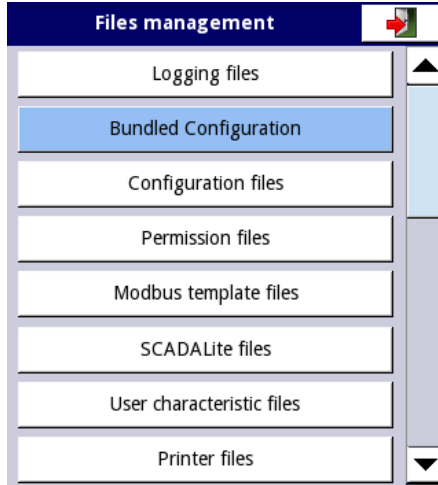 Files management
Logging files
Bundled Configuration
Configuration files
Permission files
Modbus template files
SCADALite files
User characteristic files
Printer files